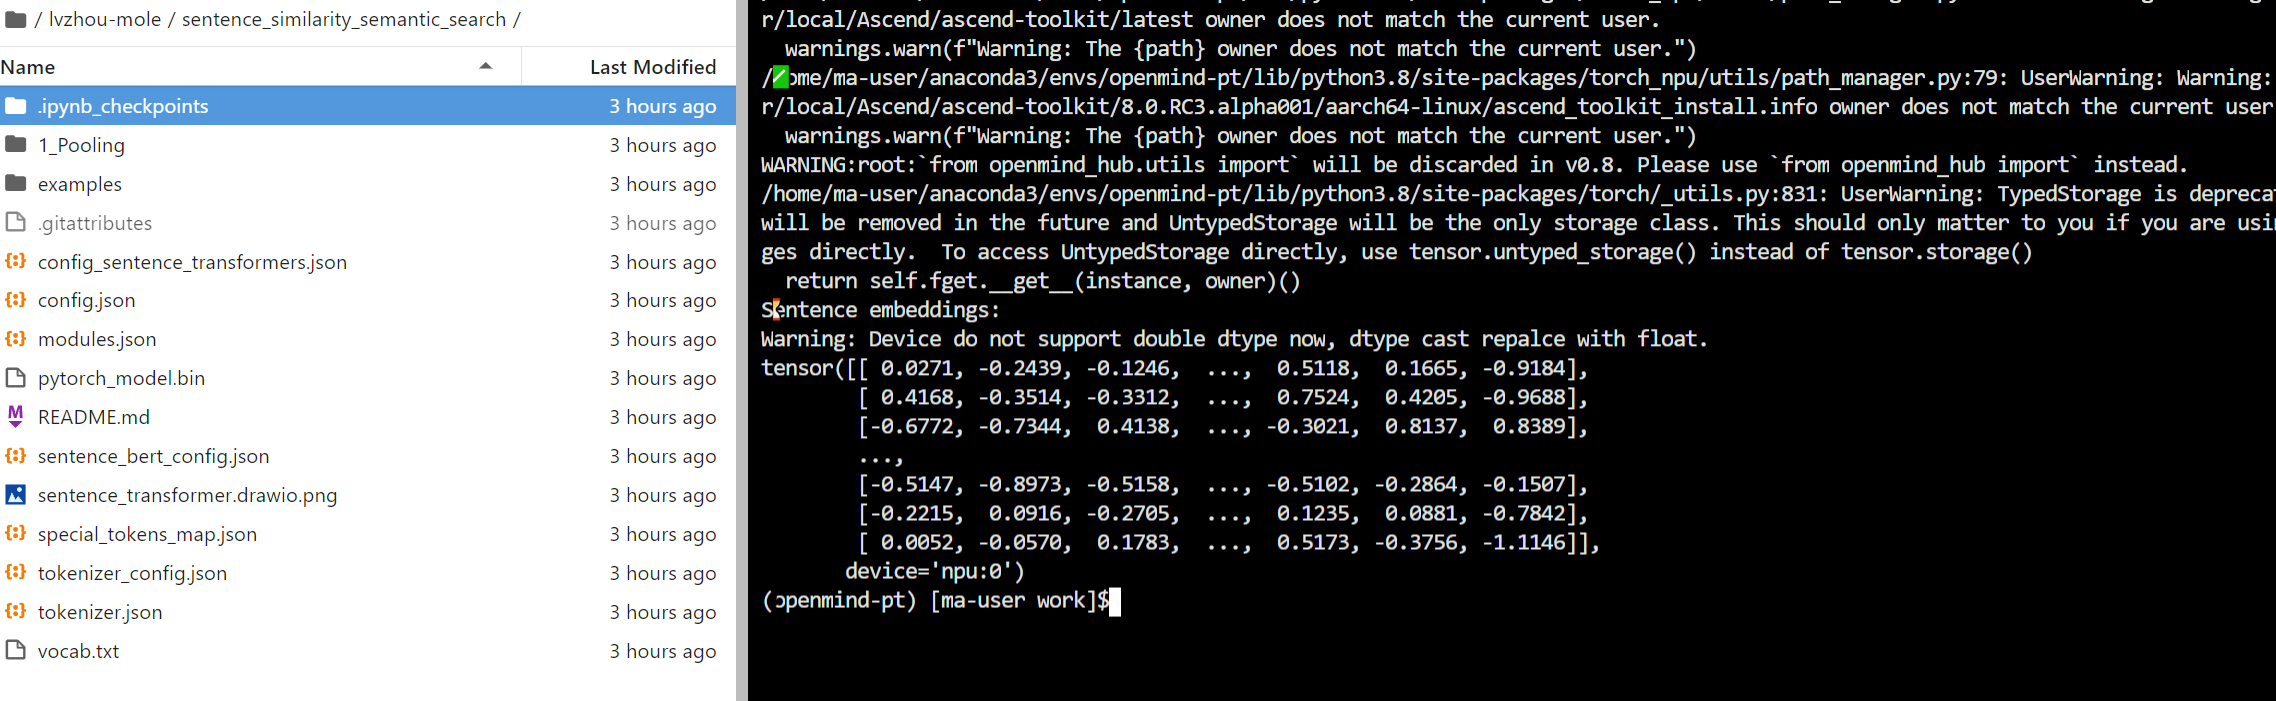 / lvzhou-mole / sentence_similarity_semantic_search /
Name Last Modified
.ipynb_checkpoints 3 hours ago
1_Pooling 3 hours ago
examples 3 hours ago
.gitattributes 3 hours ago
config_sentence_transformers.json 3 hours ago
config.json 3 hours ago
modules.json 3 hours ago
pytorch_model.bin 3 hours ago
README.md 3 hours ago
sentence_bert_config.json 3 hours ago
sentence_transformer.drawio.png 3 hours ago
special_tokens_map.json 3 hours ago
tokenizer_config.json 3 hours ago
tokenizer.json 3 hours ago
vocab.txt 3 hours ago
r/local/Ascend/ascend-toolkit/latest owner does not match the current user.
  warnings.warn(f"Warning: The {path} owner does not match the current user.")
/home/ma-user/anaconda3/envs/openmind-pt/lib/python3.8/site-packages/torch_npu/utils/path_manager.py:79: UserWarning: Warning:
r/local/Ascend/ascend-toolkit/8.0.RC3.alpha001/aarch64-linux/ascend_toolkit_install.info owner does not match the current user
  warnings.warn(f"Warning: The {path} owner does not match the current user.")
WARNING:root:`from openmind_hub.utils import` will be discarded in v0.8. Please use `from openmind_hub import` instead.
/home/ma-user/anaconda3/envs/openmind-pt/lib/python3.8/site-packages/torch/_utils.py:831: UserWarning: TypedStorage is depreca
will be removed in the future and UntypedStorage will be the only storage class. This should only matter to you if you are usi
ges directly.  To access UntypedStorage directly, use tensor.untyped_storage() instead of tensor.storage()
  return self.fget.__get__(instance, owner)()
Sentence embeddings:
Warning: Device do not support double dtype now, dtype cast repalce with float.
tensor([[ 0.0271, -0.2439, -0.1246,  ...,  0.5118,  0.1665, -0.9184],
        [ 0.4168, -0.3514, -0.3312,  ...,  0.7524,  0.4205, -0.9688],
        [-0.6772, -0.7344,  0.4138,  ..., -0.3021,  0.8137,  0.8389],
        ...,
        [-0.5147, -0.8973, -0.5158,  ..., -0.5102, -0.2864, -0.1507],
        [-0.2215,  0.0916, -0.2705,  ...,  0.1235,  0.0881, -0.7842],
        [ 0.0052, -0.0570,  0.1783,  ...,  0.5173, -0.3756, -1.1146]],
       device='npu:0')
(openmind-pt) [ma-user work]$